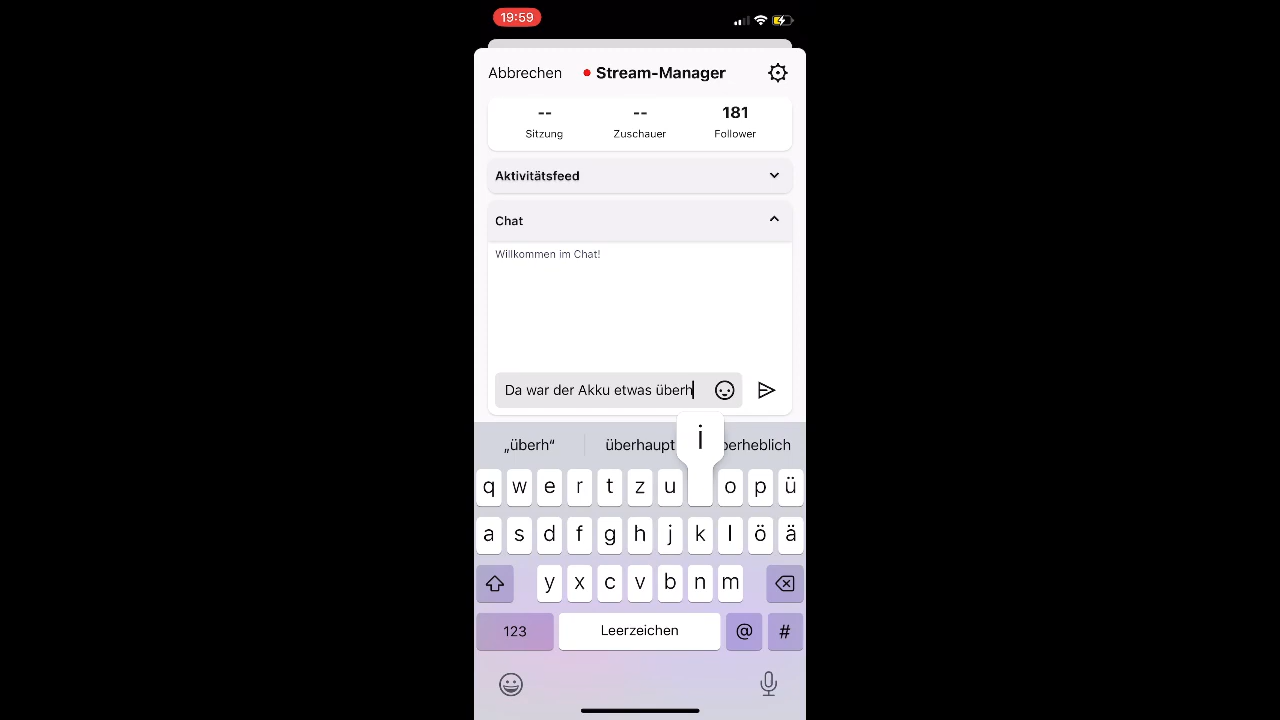 19:59
Abbrechen Stream-Manager
-- -- 181
Sitzung Zuschauer Follower
Aktivitätsfeed
Chat
Willkommen im Chat!
Da war der Akku etwas überh
i
„überh“ überhaupt
q w e r t z u o p ü
a s d f g h j k l ö ä
y x c v b n m
123 Leerzeichen @ #